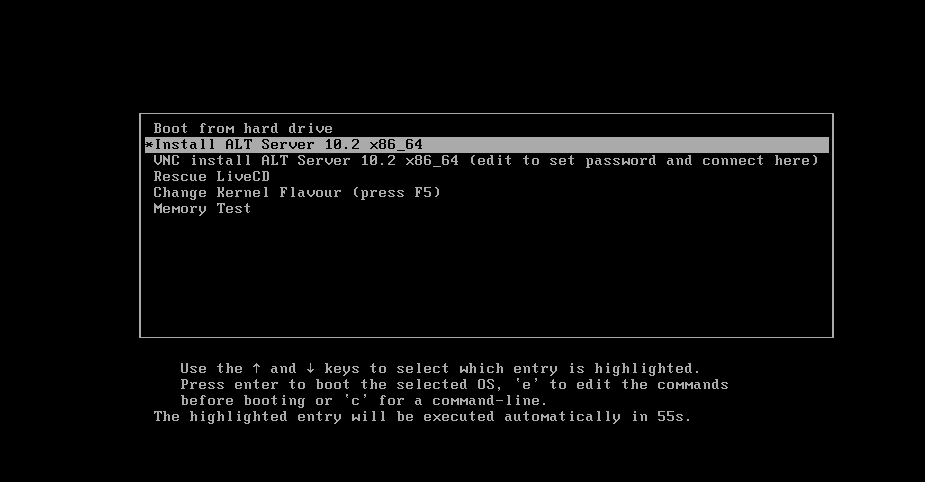 Boot from hard drive
*Install ALT Server 10.2 x86_64
VNC install ALT Server 10.2 x86_64 (edit to set password and connect here)
Rescue LiveCD
Change Kernel Flavour (press F5)
Memory Test
Use the ↑ and ↓ keys to select which entry is highlighted.
Press enter to boot the selected OS, `e' to edit the commands
before booting or `c' for a command-line.
The highlighted entry will be executed automatically in 55s.